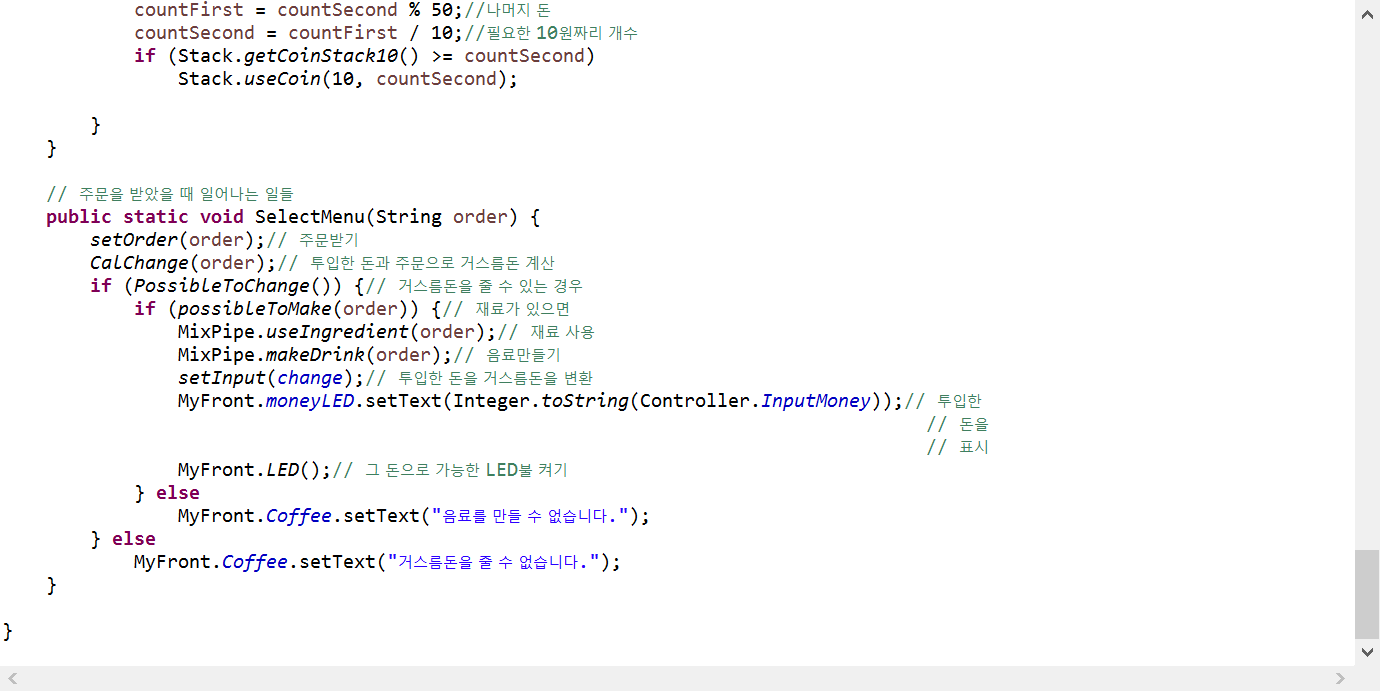 countFirst = countSecond % 50;//나머지 돈
countSecond = countFirst / 10;//필요한 10원짜리 개수
if (Stack.getCoinStack10() >= countSecond)
Stack.useCoin(10, countSecond);
}
}
// 주문을 받았을 때 일어나는 일들
public static void SelectMenu(String order) {
setOrder(order);// 주문받기
CalChange(order);// 투입한 돈과 주문으로 거스름돈 계산
if (PossibleToChange()) {// 거스름돈을 줄 수 있는 경우
if (possibleToMake(order)) {// 재료가 있으면
MixPipe.useIngredient(order);// 재료 사용
MixPipe.makeDrink(order);// 음료만들기
setInput(change);// 투입한 돈을 거스름돈을 변환
MyFront.moneyLED.setText(Integer.toString(Controller.InputMoney));// 투입한
// 돈을
// 표시
MyFront.LED();// 그 돈으로 가능한 LED불 켜기
} else
MyFront.Coffee.setText("음료를 만들 수 없습니다.");
} else
MyFront.Coffee.setText("거스름돈을 줄 수 없습니다.");
}
}